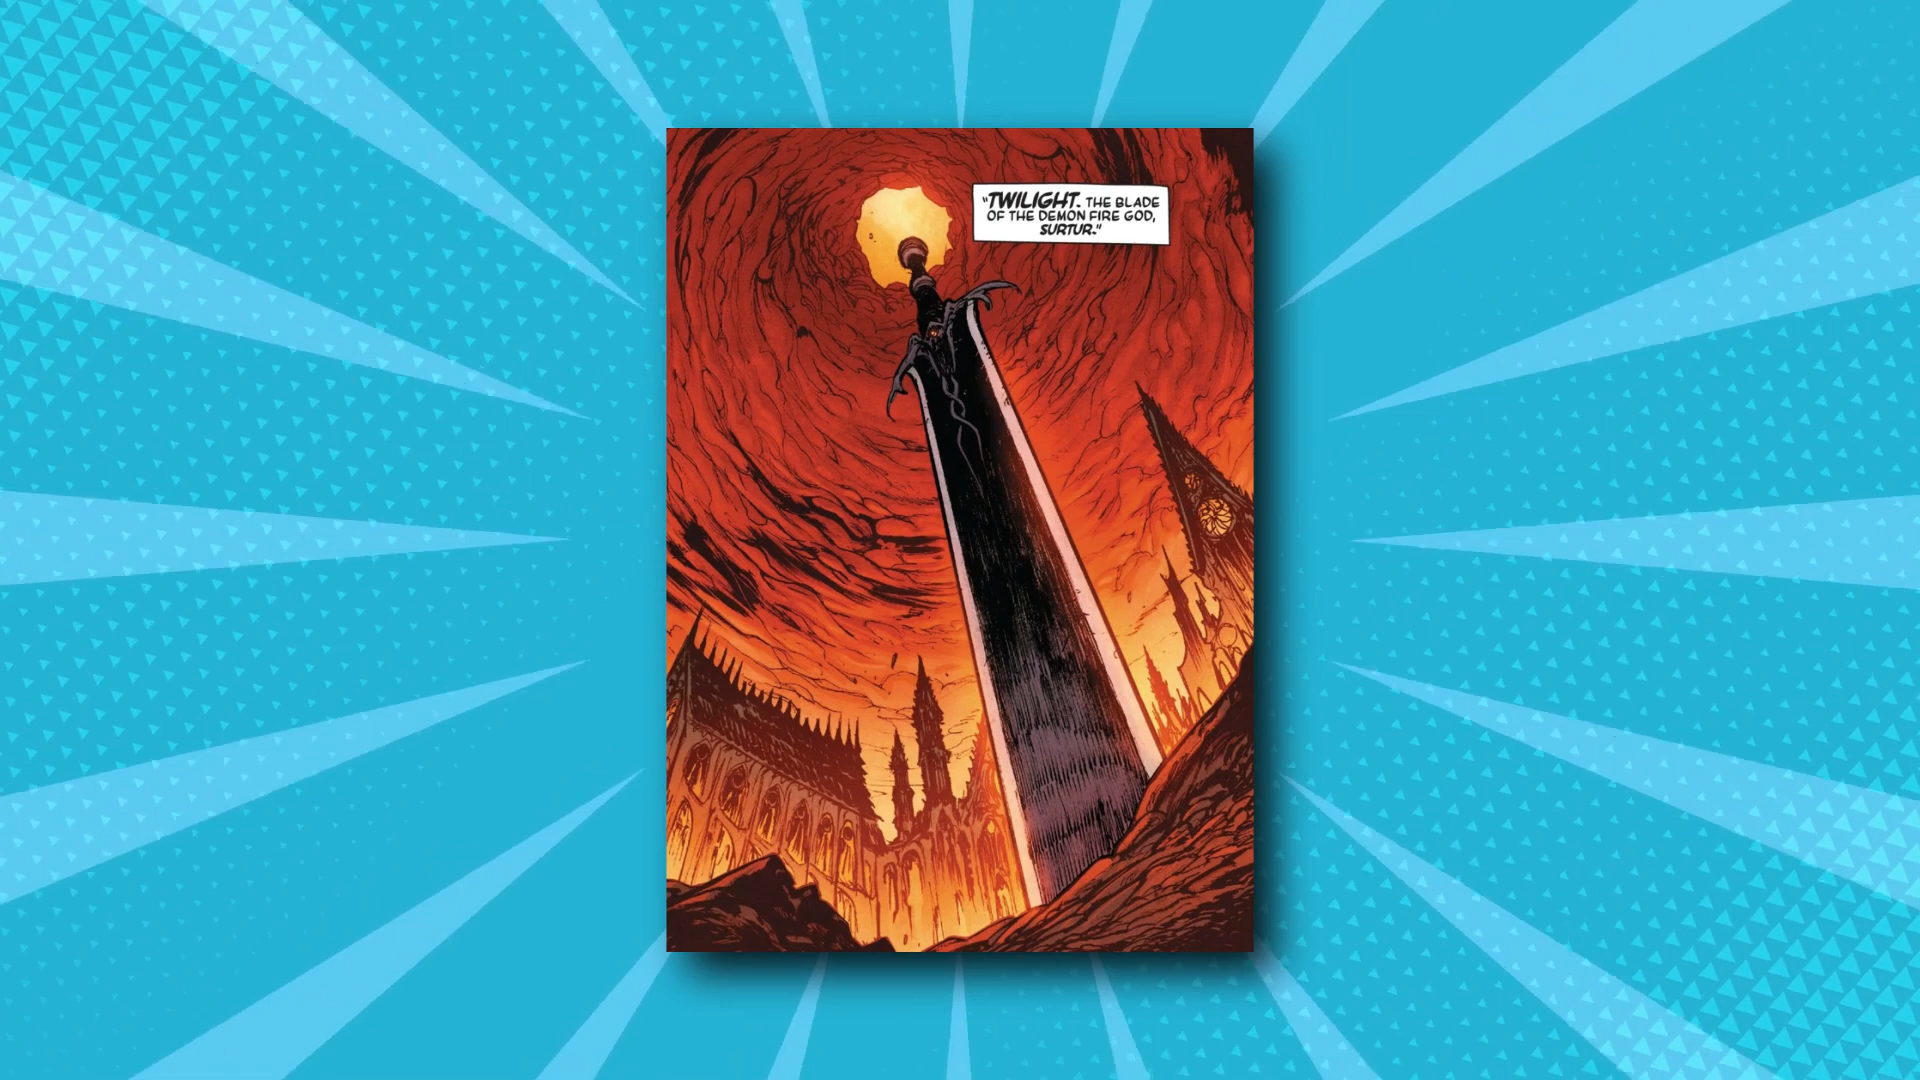 "TWILIGHT. THE BLADE
OF THE DEMON FIRE GOD,
SURTUR."